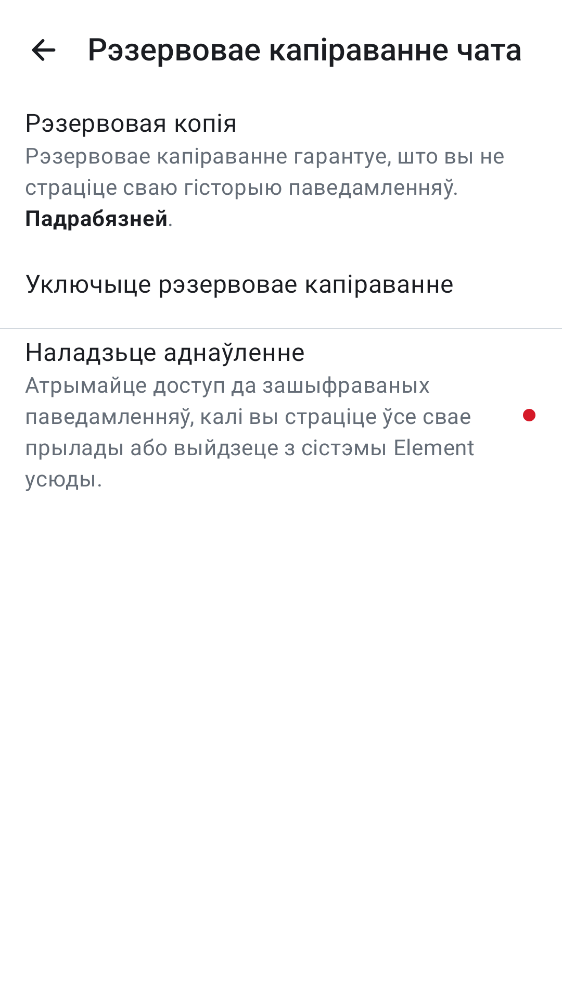 Рэзервовае капіраванне чата
Рэзервовая копія
Рэзервовае капіраванне гарантуе, што вы не
страціце сваю гісторыю паведамленняў.
Падрабязней.
Уключыце рэзервовае капіраванне
Наладзьце аднаўленне
Атрымайце доступ да зашыфраваных
паведамленняў, калі вы страціце ўсе свае
прылады або выйдзеце з сістэмы Element
усюды.